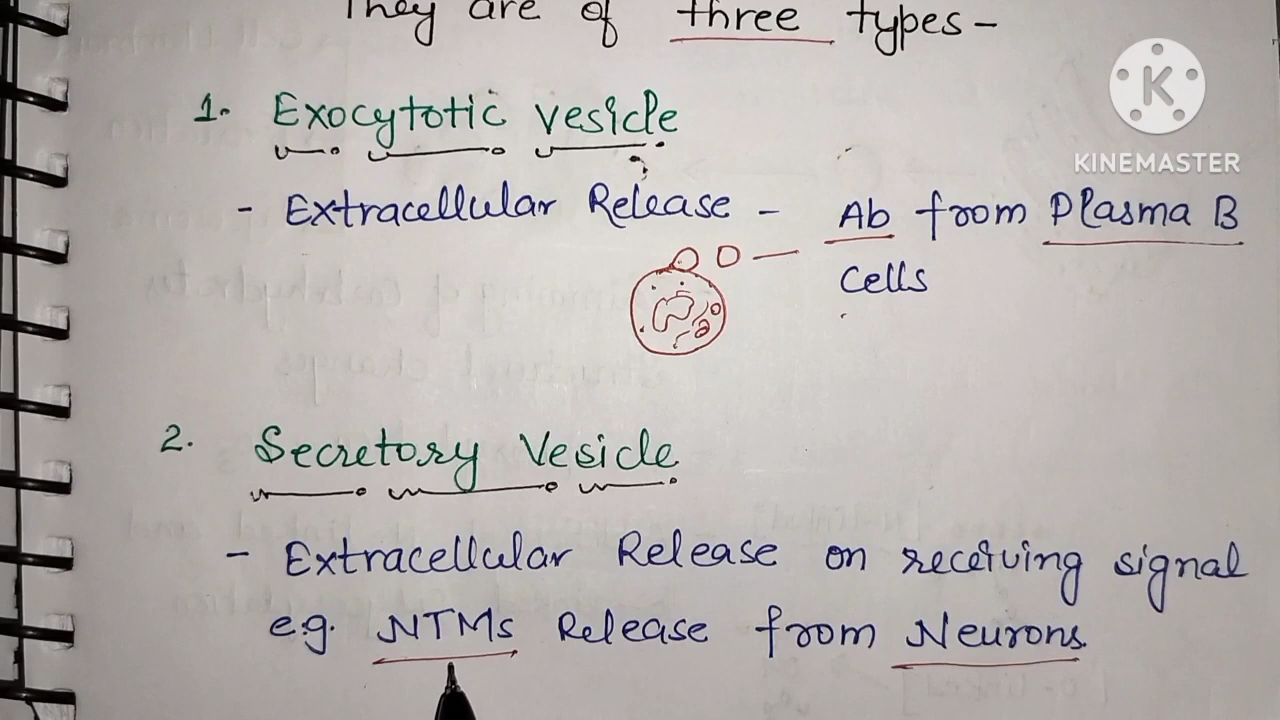 They are of three types -
1. Exocytotic vesicle
- Extracellular Release - Ab from Plasma B
Cells
2. Secretory Vesicle
- Extracellular Release on receiving signal
e.g. NTMs Release from Neurons.
K
KINEMASTER